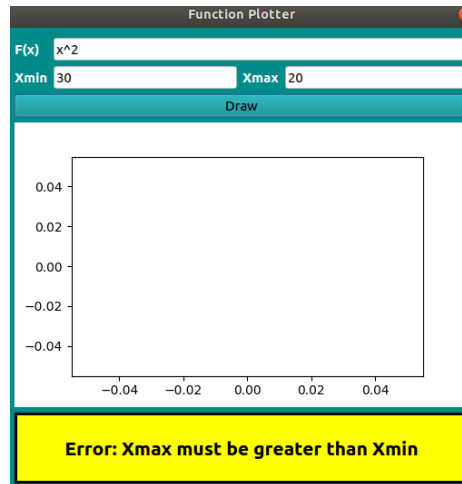 Function Plotter
F(x) x^2
Xmin 30 Xmax 20
Draw
0.04
0.02
0.00
−0.02
−0.04
−0.04 −0.02 0.00 0.02 0.04
Error: Xmax must be greater than Xmin